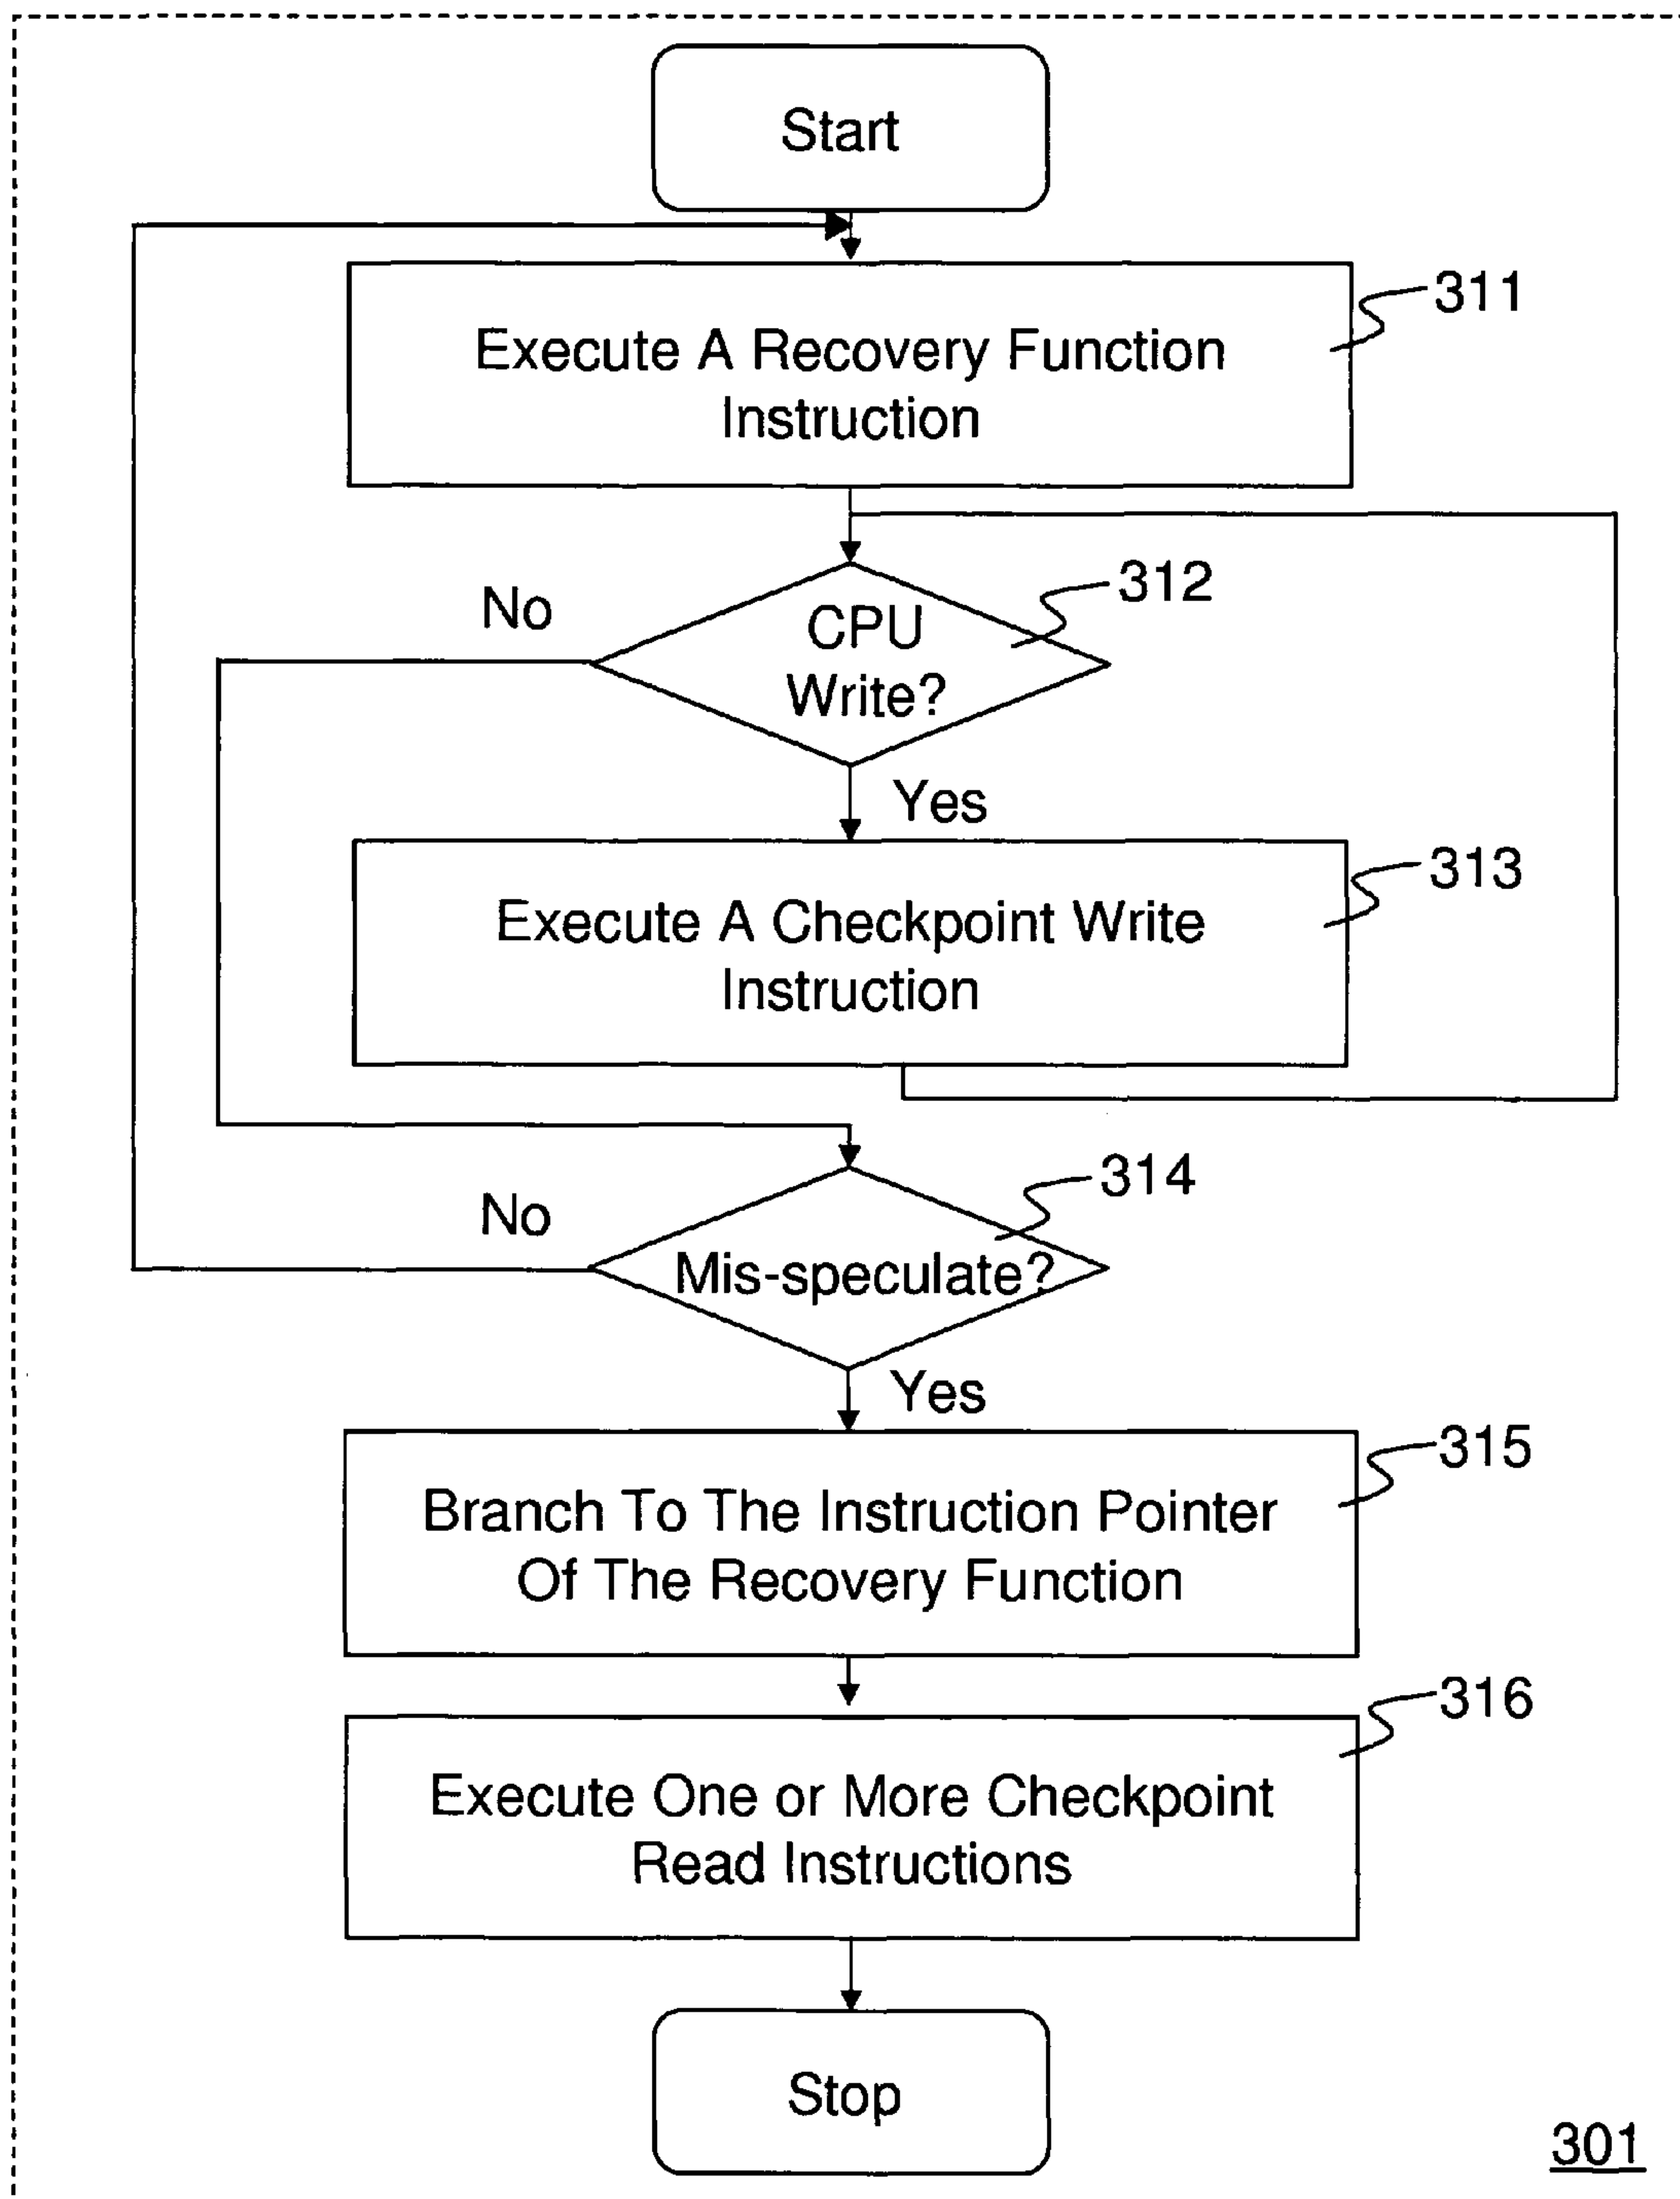 Start
311
Execute A Recovery Function
Instruction
312
No
CPU
Write?
Yes
313
Execute A Checkpoint Write
Instruction
314
No
Mis-speculate?
Yes
315
Branch To The Instruction Pointer
Of The Recovery Function
316
Execute One or More Checkpoint
Read Instructions
Stop
301